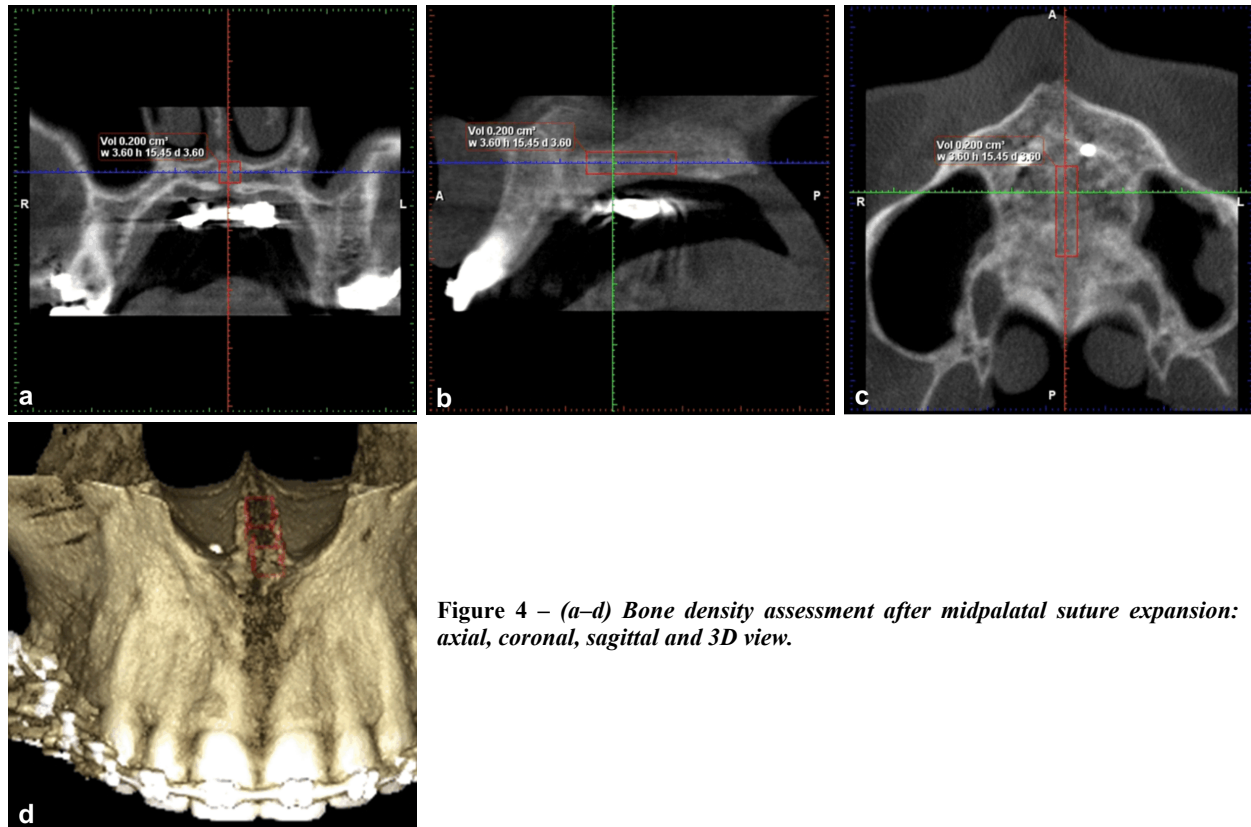 Vol 0.200 cm³
w 3.60 h 15.45 d 3.60
R
L
a
Vol 0.200 cm³
w 3.60 h 15.45 d 3.60
A
P
b
A
Vol 0.200 cm³
w 3.60 h 15.45 d 3.60
R
L
P
c
d
Figure 4 – (a–d) Bone density assessment after midpalatal suture expansion:
axial, coronal, sagittal and 3D view.